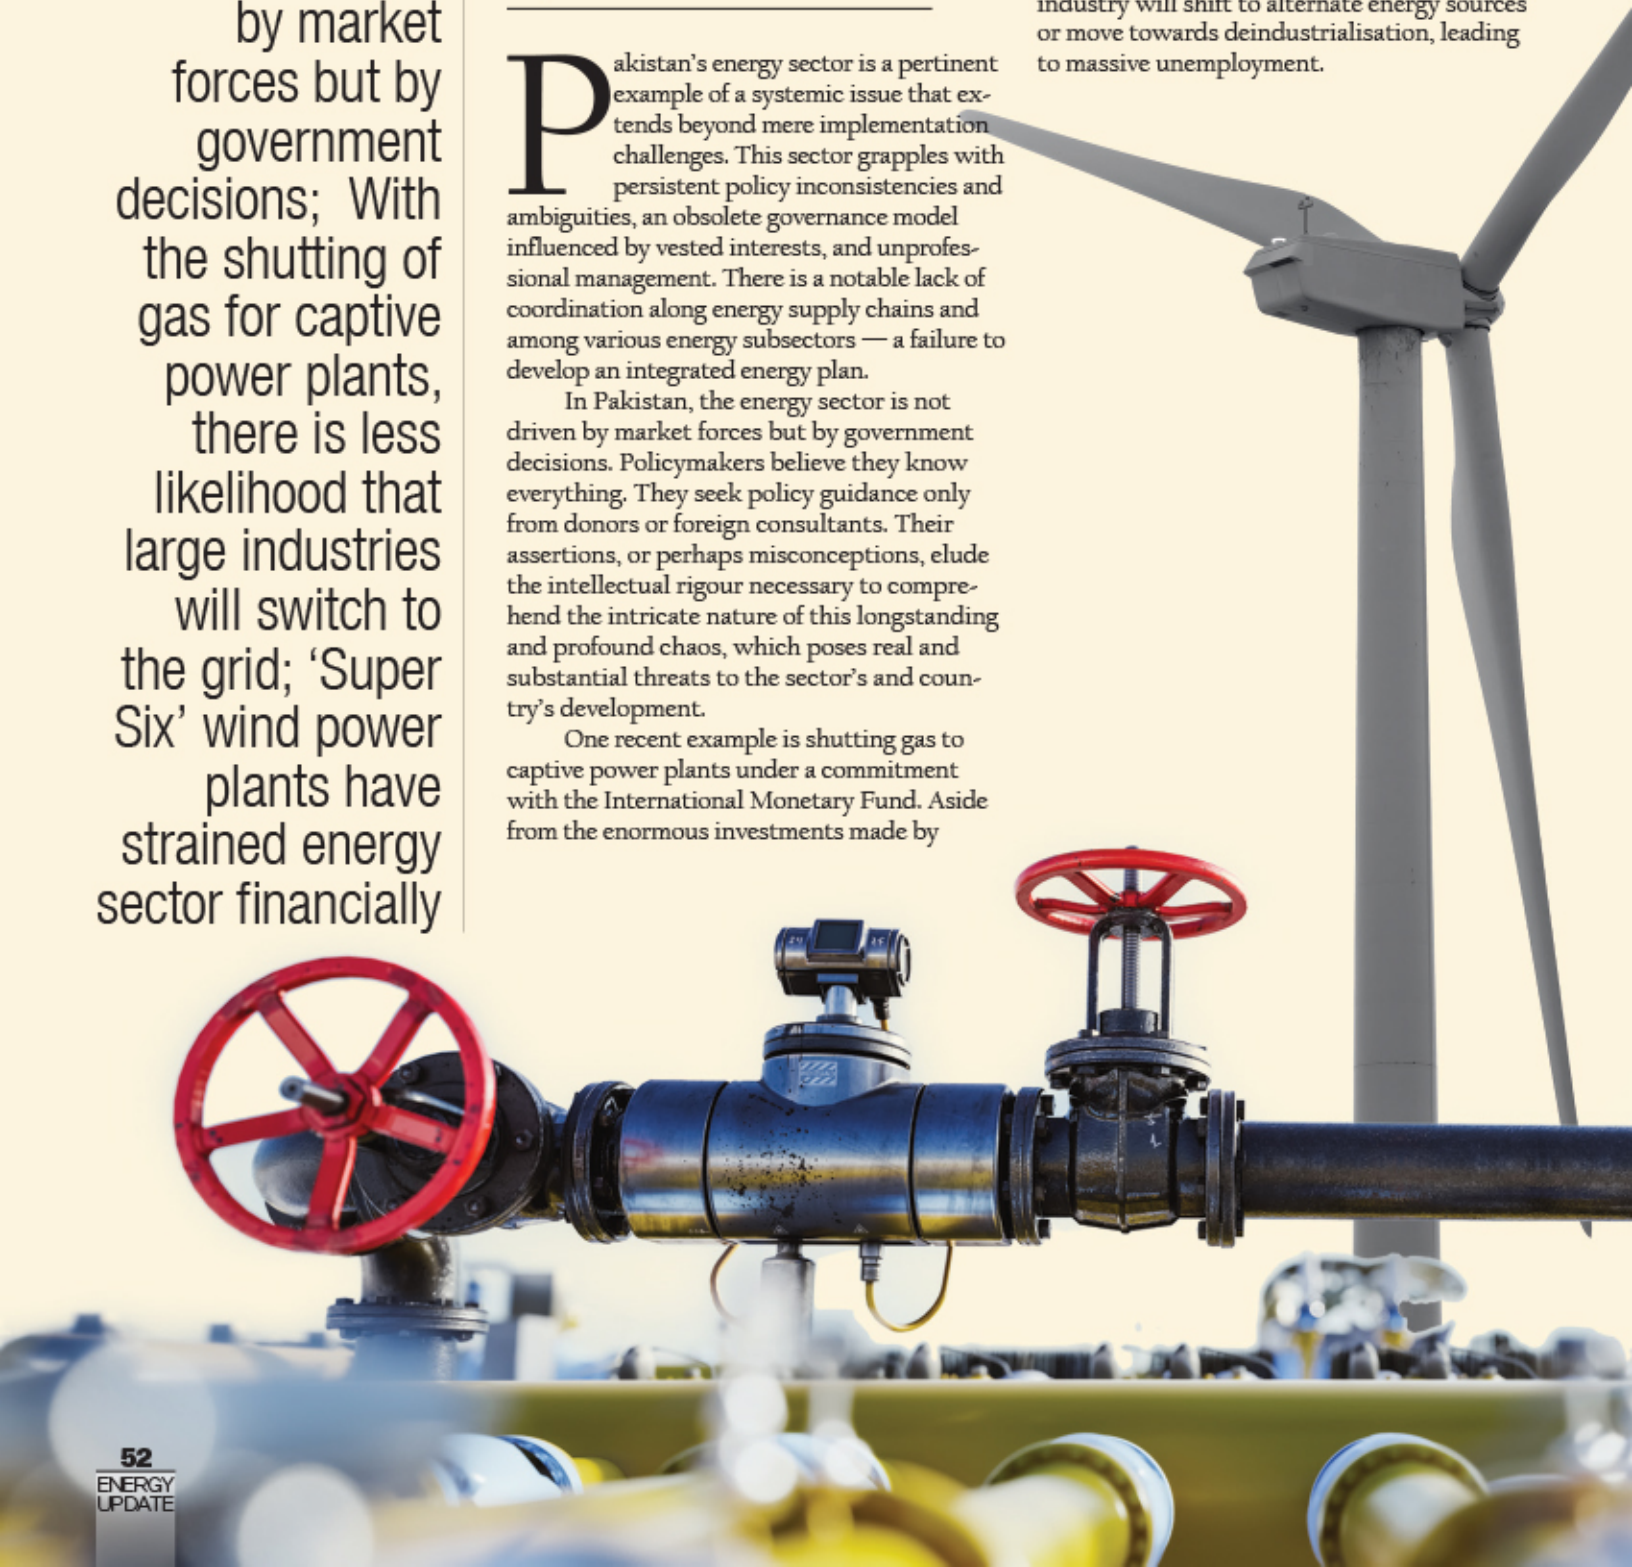 by market
forces but by
government
decisions; With
the shutting of
gas for captive
power plants,
there is less
likelihood that
large industries
will switch to
the grid; ‘Super
Six’ wind power
plants have
strained energy
sector financially
Pakistan’s energy sector is a pertinent
example of a systemic issue that ex-
tends beyond mere implementation
challenges. This sector grapples with
persistent policy inconsistencies and
ambiguities, an obsolete governance model
influenced by vested interests, and unprofes-
sional management. There is a notable lack of
coordination along energy supply chains and
among various energy subsectors — a failure to
develop an integrated energy plan.
In Pakistan, the energy sector is not
driven by market forces but by government
decisions. Policymakers believe they know
everything. They seek policy guidance only
from donors or foreign consultants. Their
assertions, or perhaps misconceptions, elude
the intellectual rigour necessary to compre-
hend the intricate nature of this longstanding
and profound chaos, which poses real and
substantial threats to the sector’s and coun-
try’s development.
One recent example is shutting gas to
captive power plants under a commitment
with the International Monetary Fund. Aside
from the enormous investments made by
industry will shift to alternate energy sources
or move towards deindustrialisation, leading
to massive unemployment.
52
ENERGY
UPDATE